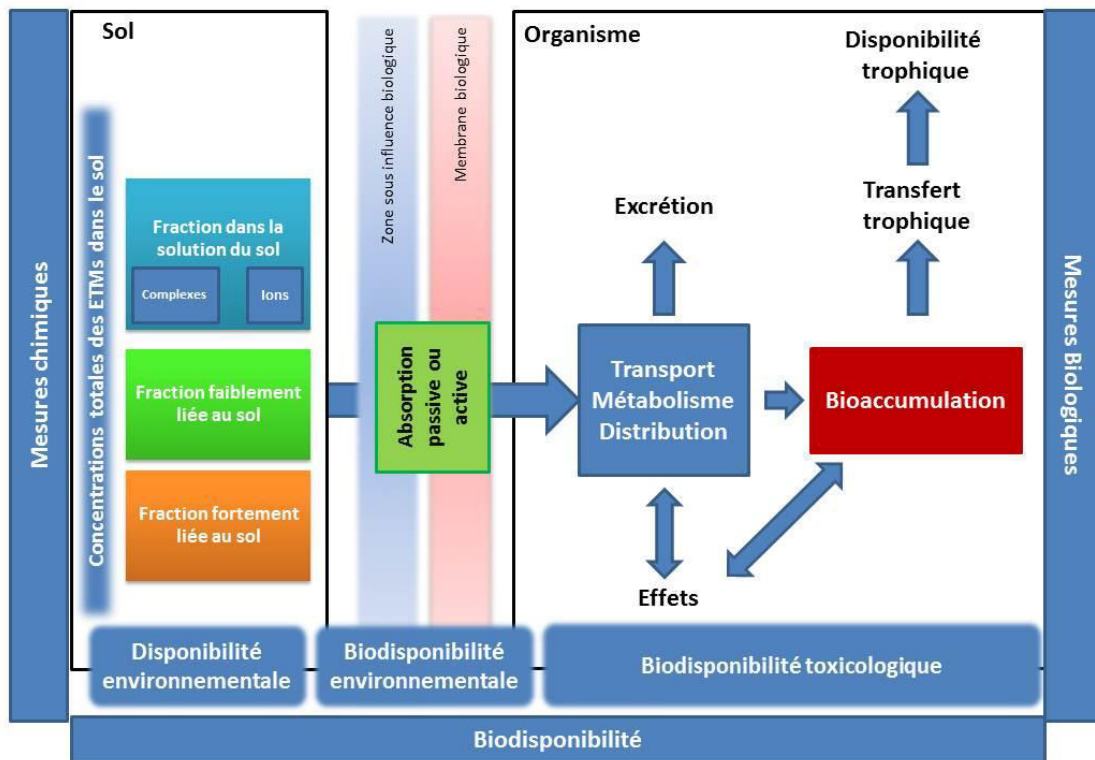 Sol
Mesures chimiques
Concentrations totales des ETMs dans le sol
Fraction dans la
solution du sol
Complexes
Ions
Fraction faiblement
liée au sol
Fraction fortement
liée au sol
Zone sous influence biologique
Membrane biologique
Absorption
passive ou
active
Organisme
Disponibilité
trophique
Transfert
trophique
Excrétion
Transport
Métabolisme
Distribution
Bioaccumulation
Effets
Mesures Biologiques
Disponibilité
environnementale
Biodisponibilité
environnementale
Biodisponibilité toxicologique
Biodisponibilité